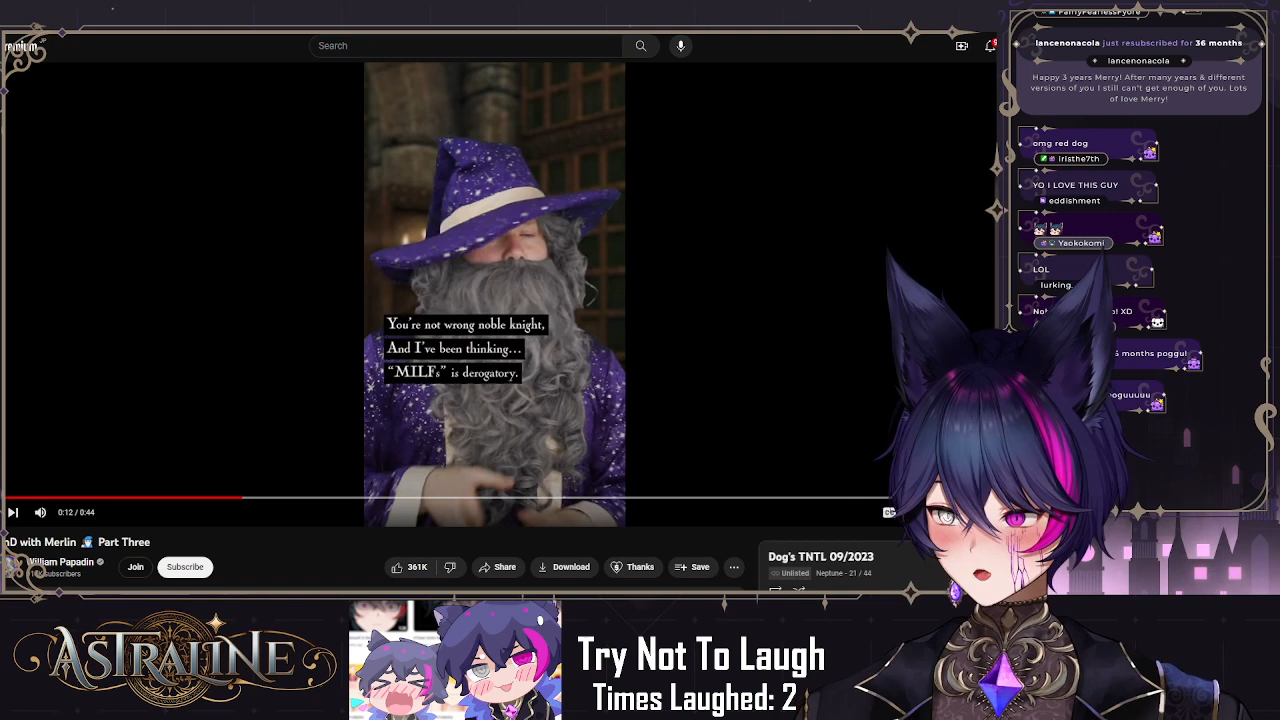 Search
You're not wrong noble knight,
And I've been thinking...
"MILFs" is derogatory.
0:12 / 0:44
nD with Merlin 🧙 Part Three
William Papadin
Join
Subscribe
361K
Share
Download
Thanks
Save
Dog's TNTL 09/2023
Unlisted
Neptune - 21 / 44
lancenonacola just resubscribed for 36 months
lancenonacola
Happy 3 years Merry! After many years & different
versions of you I still can't get enough of you. Lots
of love Merry!
omg red dog
iristhe7th
YO I LOVE THIS GUY
eddishment
Yaokokomi
LOL
lurking
XD
months poggu!
oguuuuu
ASTRALINE
Try Not To Laugh
Times Laughed: 2